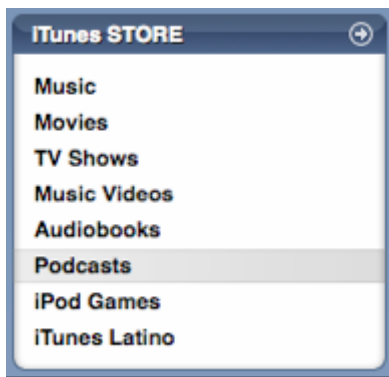 iTunes STORE
Music
Movies
TV Shows
Music Videos
Audiobooks
Podcasts
iPod Games
iTunes Latino